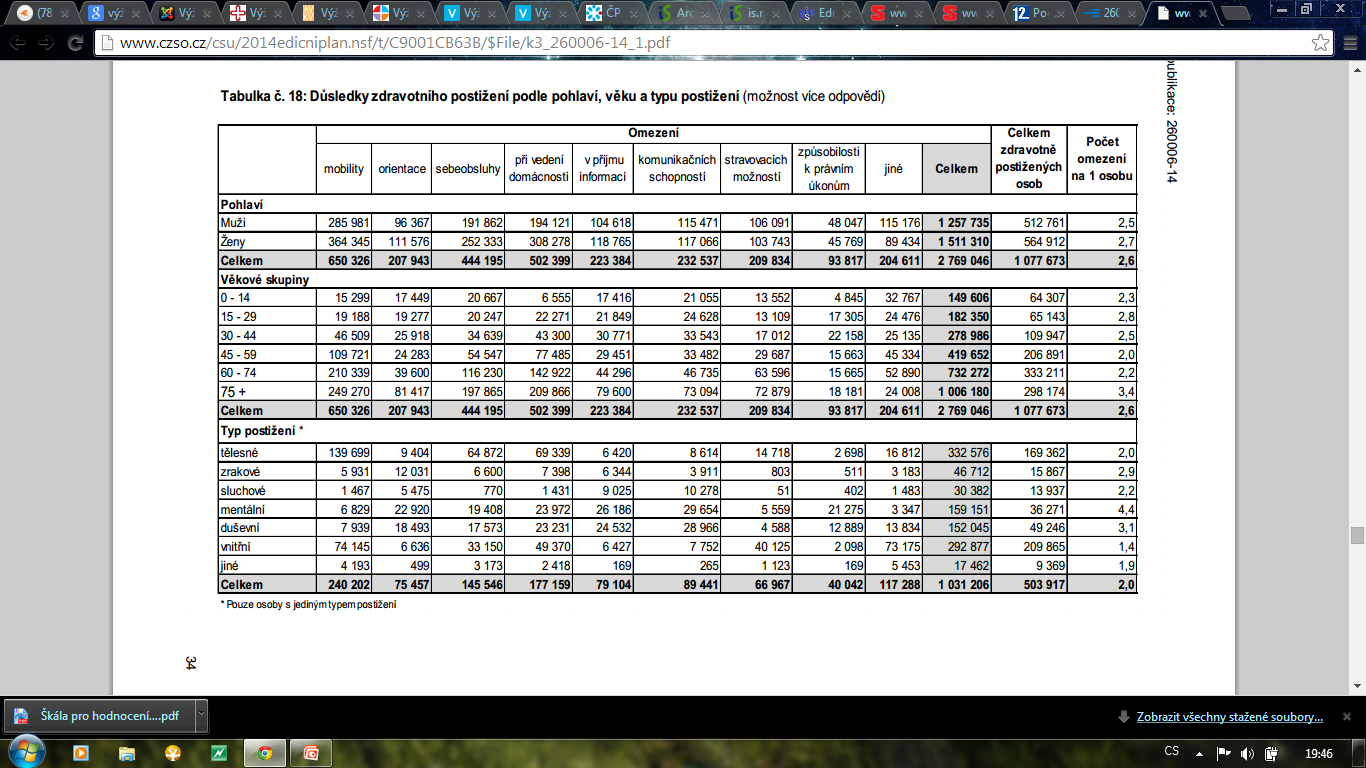 (78
výž
Výž
Výž
Výž
Výž
Výž
Výž
ČP
Arc
is.n
Edu
ww
ww
Po
260
ww
www.czso.cz/csu/2014edicniplan.nsf/t/C9001CB63B/$File/k3_260006-14_1.pdf
ublikace: 260006-14
Tabulka č. 18: Důsledky zdravotního postižení podle pohlaví, věku a typu postižení (možnost více odpovědí)
Omezení Celkem zdravotně postižených osob Počet omezení na 1 osobu
mobility orientace sebeobsluhy při vedení domácnosti v příjmu informací komunikačních schopností stravovacích možností způsobilosti k právním úkonům jiné Celkem
Pohlaví
Muži 285 981 96 367 191 862 194 121 104 618 115 471 106 091 48 047 115 176 1 257 735 512 761 2,5
Ženy 364 345 111 576 252 333 308 278 118 765 117 066 103 743 45 769 89 434 1 511 310 564 912 2,7
Celkem 650 326 207 943 444 195 502 399 223 384 232 537 209 834 93 817 204 611 2 769 046 1 077 673 2,6
Věkové skupiny
0 - 14 15 299 17 449 20 667 6 555 17 416 21 055 13 552 4 845 32 767 149 606 64 307 2,3
15 - 29 19 188 19 277 20 247 22 271 21 849 24 628 13 109 17 305 24 476 182 350 65 143 2,8
30 - 44 46 509 25 918 34 639 43 300 30 771 33 543 17 012 22 158 25 135 278 986 109 947 2,5
45 - 59 109 721 24 283 54 547 77 485 29 451 33 482 29 687 15 663 45 334 419 652 206 891 2,0
60 - 74 210 339 39 600 116 230 142 922 44 296 46 735 63 596 15 665 52 890 732 272 333 211 2,2
75 + 249 270 81 417 197 865 209 866 79 600 73 094 72 879 18 181 24 008 1 006 180 298 174 3,4
Celkem 650 326 207 943 444 195 502 399 223 384 232 537 209 834 93 817 204 611 2 769 046 1 077 673 2,6
Typ postižení *
tělesné 139 699 9 404 64 872 69 339 6 420 8 614 14 718 2 698 16 812 332 576 169 362 2,0
zrakové 5 931 12 031 6 600 7 398 6 344 3 911 803 511 3 183 46 712 15 867 2,9
sluchové 1 467 5 475 770 1 431 9 025 10 278 51 402 1 483 30 382 13 937 2,2
mentální 6 829 22 920 19 408 23 972 26 186 29 654 5 559 21 275 3 347 159 151 36 271 4,4
duševní 7 939 18 493 17 573 23 231 24 532 28 966 4 588 12 889 13 834 152 045 49 246 3,1
vnitřní 74 145 6 636 33 150 49 370 6 427 7 752 40 125 2 098 73 175 292 877 209 865 1,4
jiné 4 193 499 3 173 2 418 169 265 1 123 169 5 453 17 462 9 369 1,9
Celkem 240 202 75 457 145 546 177 159 79 104 89 441 66 967 40 042 117 288 1 031 206 503 917 2,0
* Pouze osoby s jediným typem postižení
34
Škála pro hodnocení....pdf
Zobrazit všechny stažené soubory...
CS
19:46